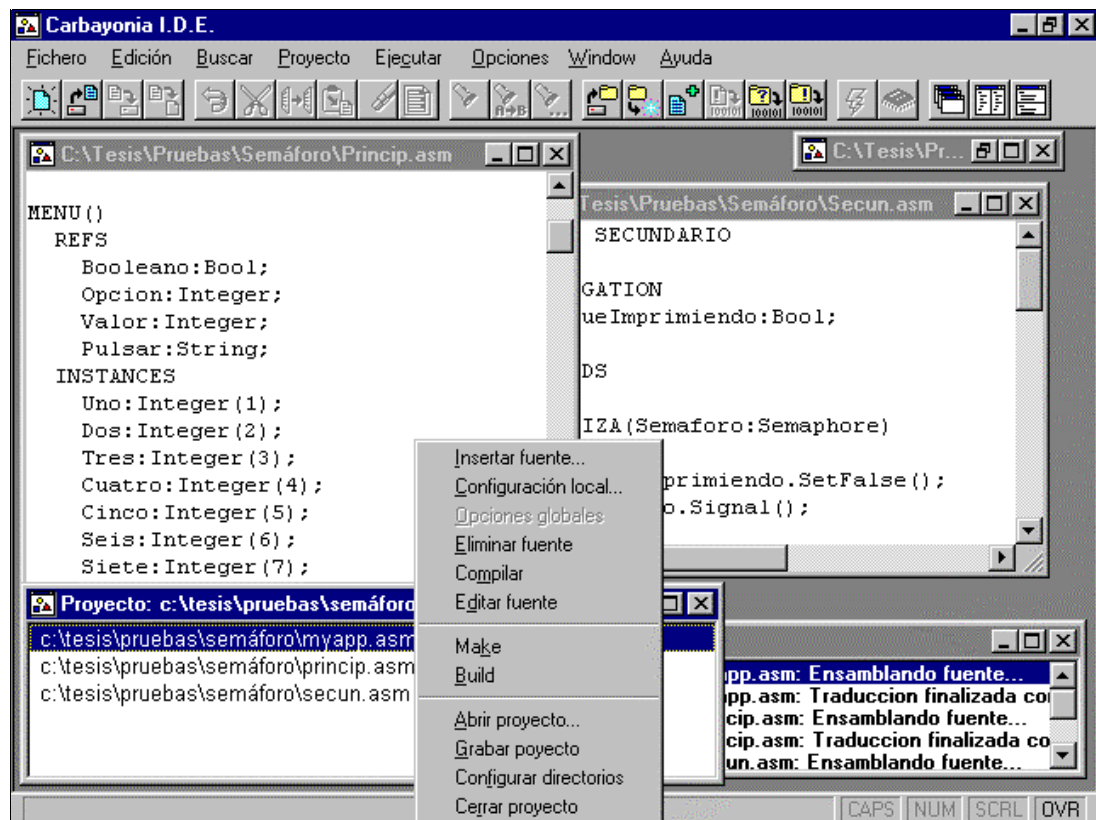 Carbayonia I.D.E.
Fichero Edición Buscar Proyecto Ejecutar Opciones Window Ayuda
A→B ... 100101 100101 100101
C:\Tesis\Pruebas\Semáforo\Princip.asm
MENU()
REFS
Booleano:Bool;
Opcion:Integer;
Valor:Integer;
Pulsar:String;
INSTANCES
Uno:Integer(1);
Dos:Integer(2);
Tres:Integer(3);
Cuatro:Integer(4);
Cinco:Integer(5);
Seis:Integer(6);
Siete:Integer(7);
C:\Tesis\Pr...
Tesis\Pruebas\Semáforo\Secun.asm
SECUNDARIO
GATION
ueImprimiendo:Bool;
DS
IZA(Semaforo:Semaphore)
primiendo.SetFalse();
o.Signal();
Insertar fuente...
Configuración local...
Opciones globales
Eliminar fuente
Compilar
Editar fuente
Make
Build
Abrir proyecto...
Grabar poyecto
Configurar directorios
Cerrar proyecto
Proyecto: c:\tesis\pruebas\semáforo
c:\tesis\pruebas\semáforo\myapp.asm
c:\tesis\pruebas\semáforo\princip.asm
c:\tesis\pruebas\semáforo\secun.asm
pp.asm: Ensamblando fuente...
pp.asm: Traduccion finalizada co
cip.asm: Ensamblando fuente...
cip.asm: Traduccion finalizada co
un.asm: Ensamblando fuente...
CAPS NUM SCRL OVR